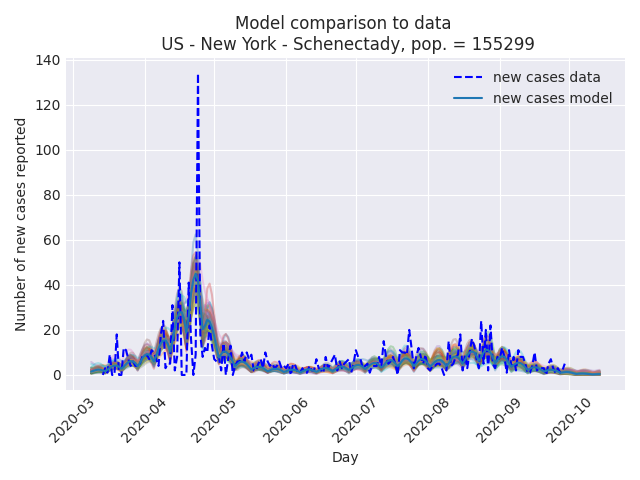 Model comparison to data
US - New York - Schenectady, pop. = 155299
new cases data
new cases model
Number of new cases reported
140
120
100
80
60
40
20
0
2020-03
2020-04
2020-05
2020-06
2020-07
2020-08
2020-09
2020-10
Day